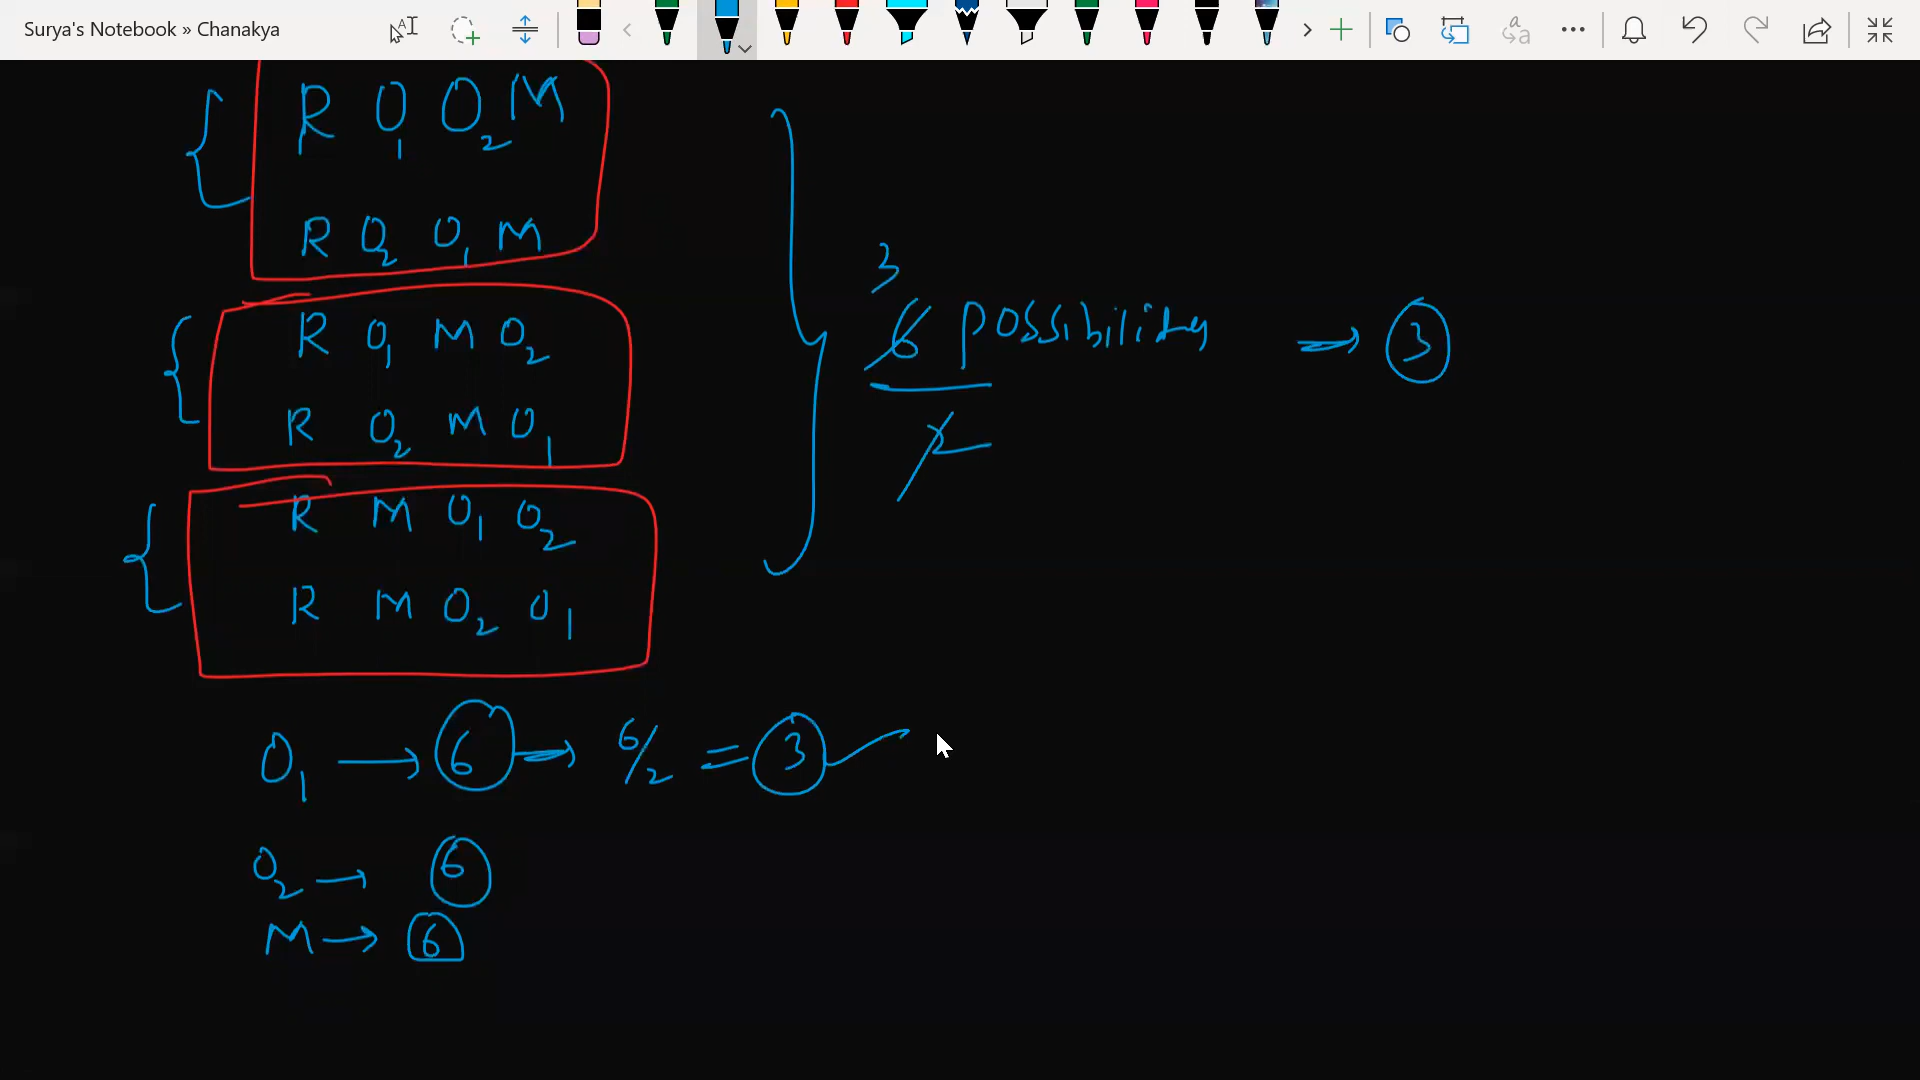 Surya's Notebook » Chanakya
R O₁ O₂ M
R O₂ O₁ M
R O₁ M O₂
R O₂ M O₁
R M O₁ O₂
R M O₂ O₁
3
6 possibility → 3
2
O₁ → 6 → 6/2 = 3
O₂ → 6
M → 6